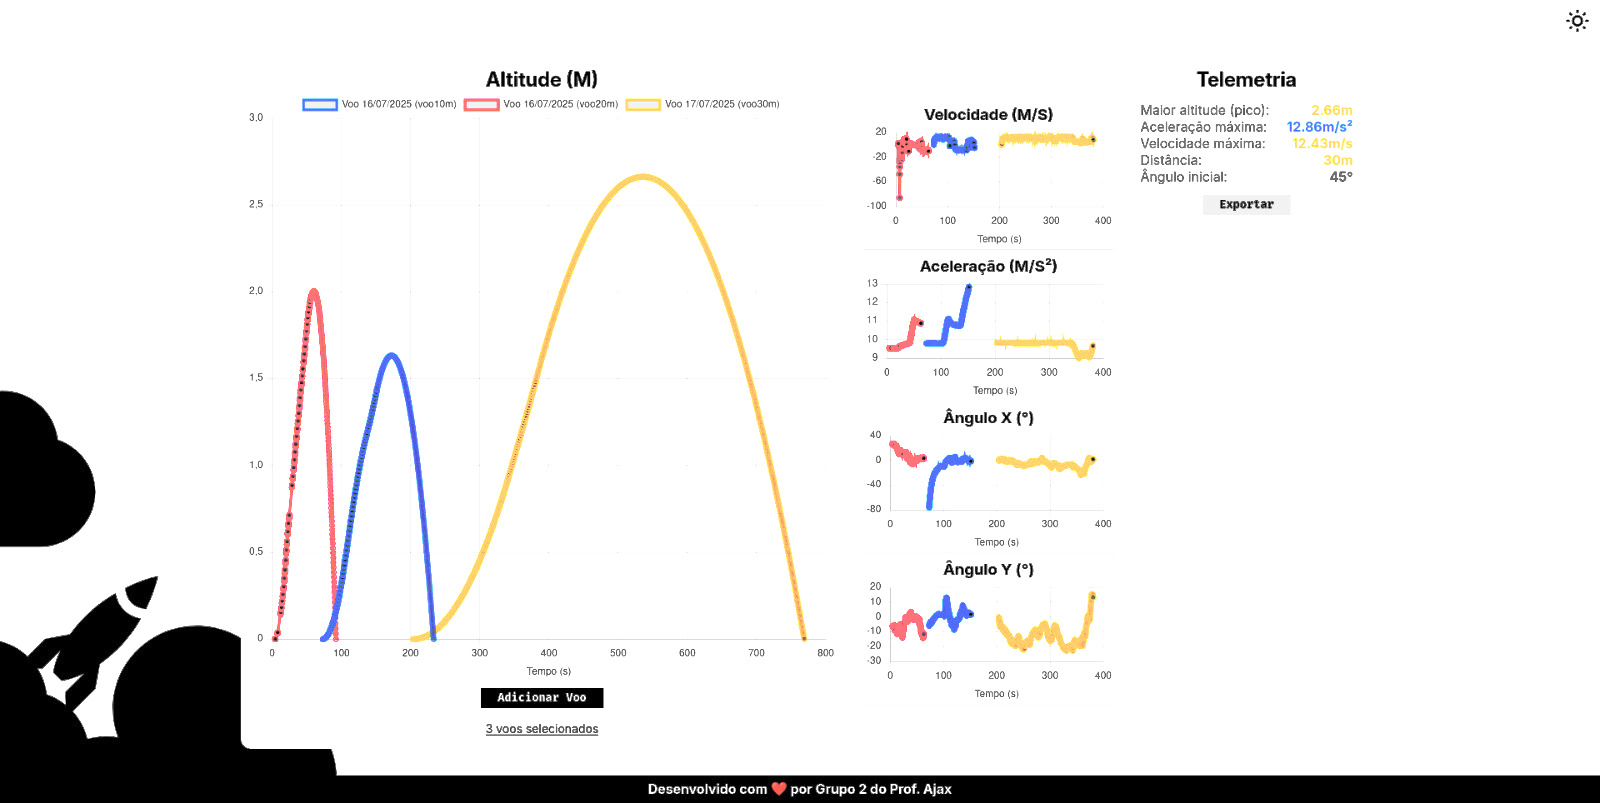 Altitude (M)
Voo 16/07/2025 (voo10m) Voo 16/07/2025 (voo20m) Voo 17/07/2025 (voo30m)
3,0
2,5
2,0
1,5
1,0
0,5
0
0 100 200 300 400 500 600 700 800
Tempo (s)
Adicionar Voo
3 voos selecionados
Velocidade (M/S)
20
-20
-60
-100
0 100 200 300 400
Tempo (s)
Aceleração (M/S²)
13
12
11
10
9
0 100 200 300 400
Tempo (s)
Ângulo X (°)
40
0
-40
-80
0 100 200 300 400
Tempo (s)
Ângulo Y (°)
20
10
0
-10
-20
-30
0 100 200 300 400
Tempo (s)
Telemetria
Maior altitude (pico): 2.66m
Aceleração máxima: 12.86m/s²
Velocidade máxima: 12.43m/s
Distância: 30m
Ângulo inicial: 45°
Exportar
Desenvolvido com ❤️ por Grupo 2 do Prof. Ajax